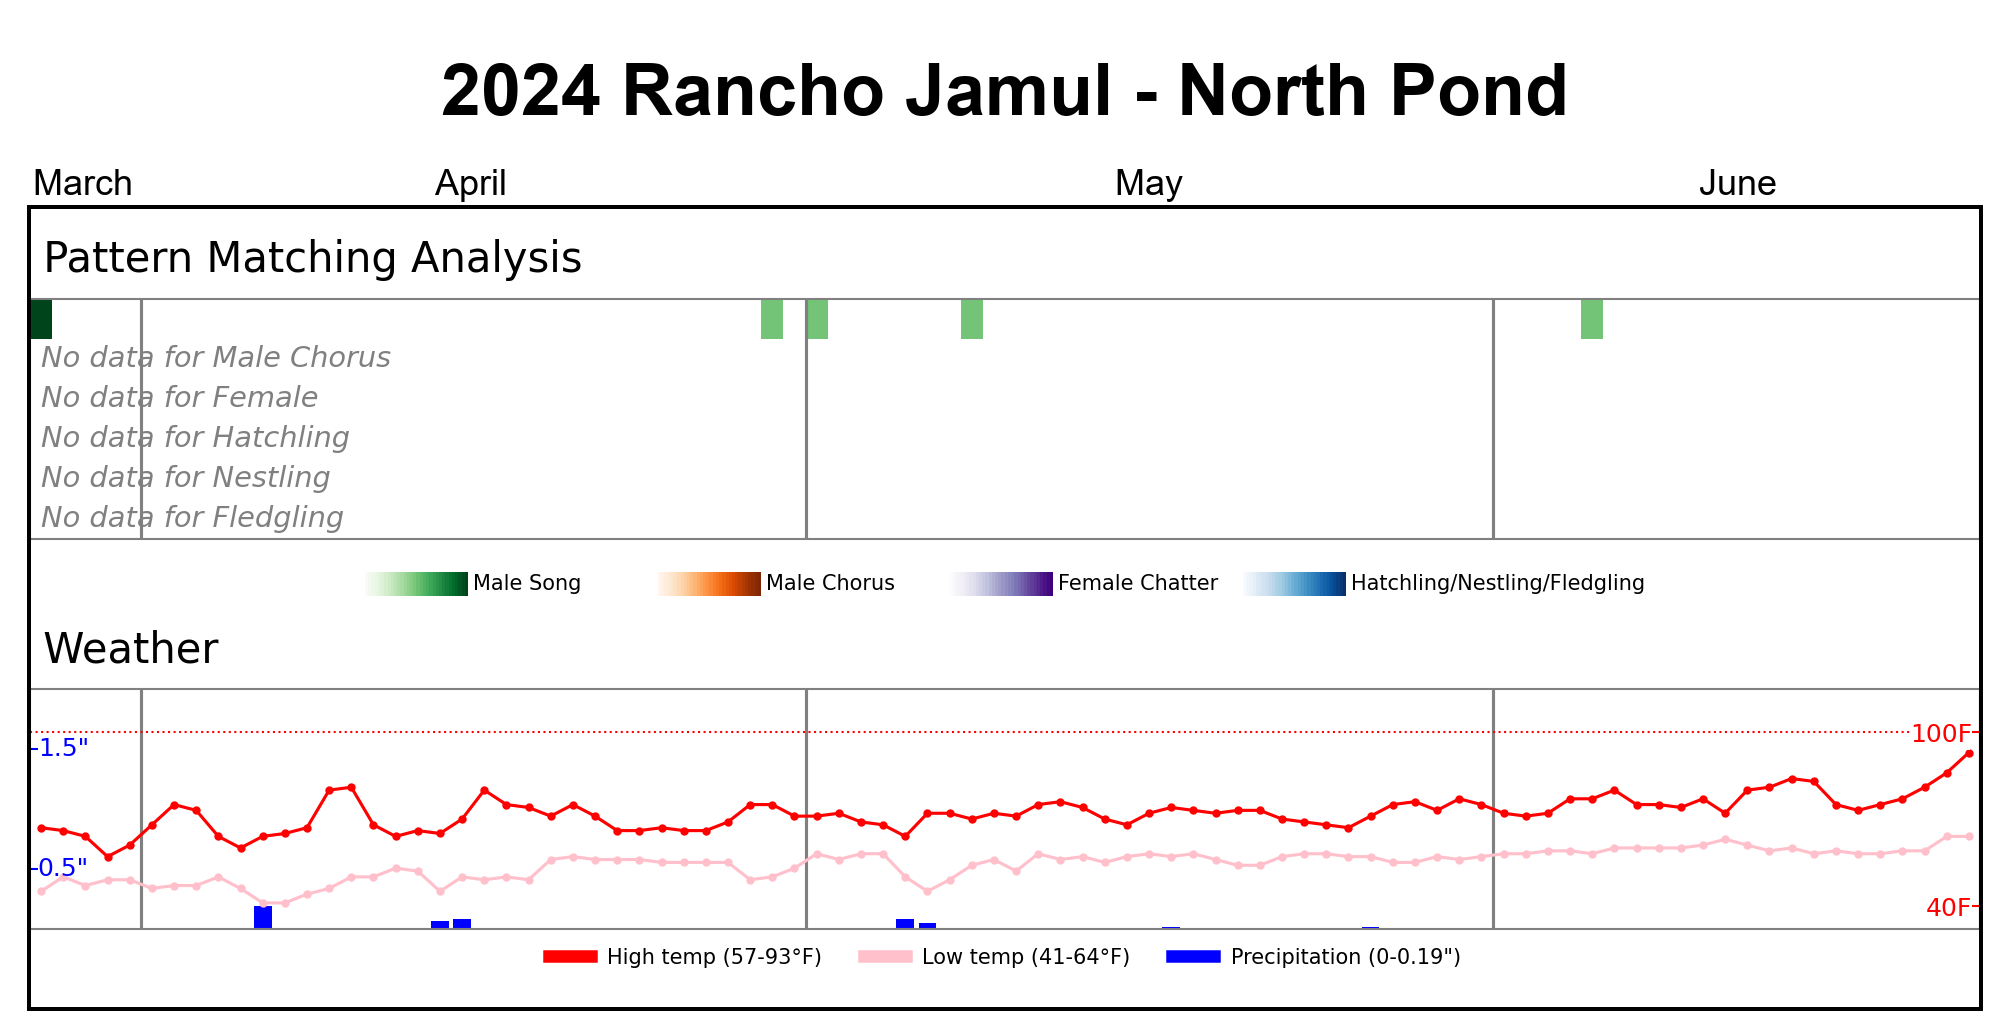 2024 Rancho Jamul - North Pond
March April May June
Pattern Matching Analysis
No data for Male Chorus
No data for Female
No data for Hatchling
No data for Nestling
No data for Fledgling
Male Song Male Chorus Female Chatter Hatchling/Nestling/Fledgling
Weather
1.5" 100F
0.5"
40F
High temp (57-93°F) Low temp (41-64°F) Precipitation (0-0.19")